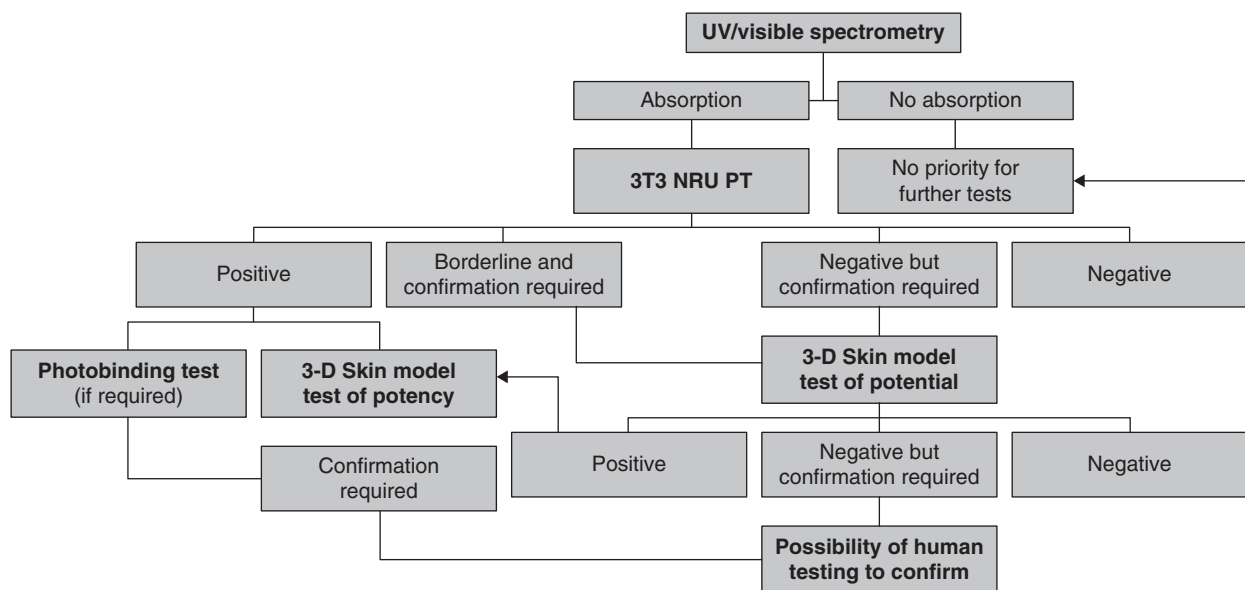 UV/visible spectrometry
Absorption
No absorption
3T3 NRU PT
No priority for
further tests
Positive
Borderline and
confirmation required
Negative but
confirmation required
Negative
Photobinding test
(if required)
3-D Skin model
test of potency
3-D Skin model
test of potential
Confirmation
required
Positive
Negative but
confirmation required
Negative
Possibility of human
testing to confirm